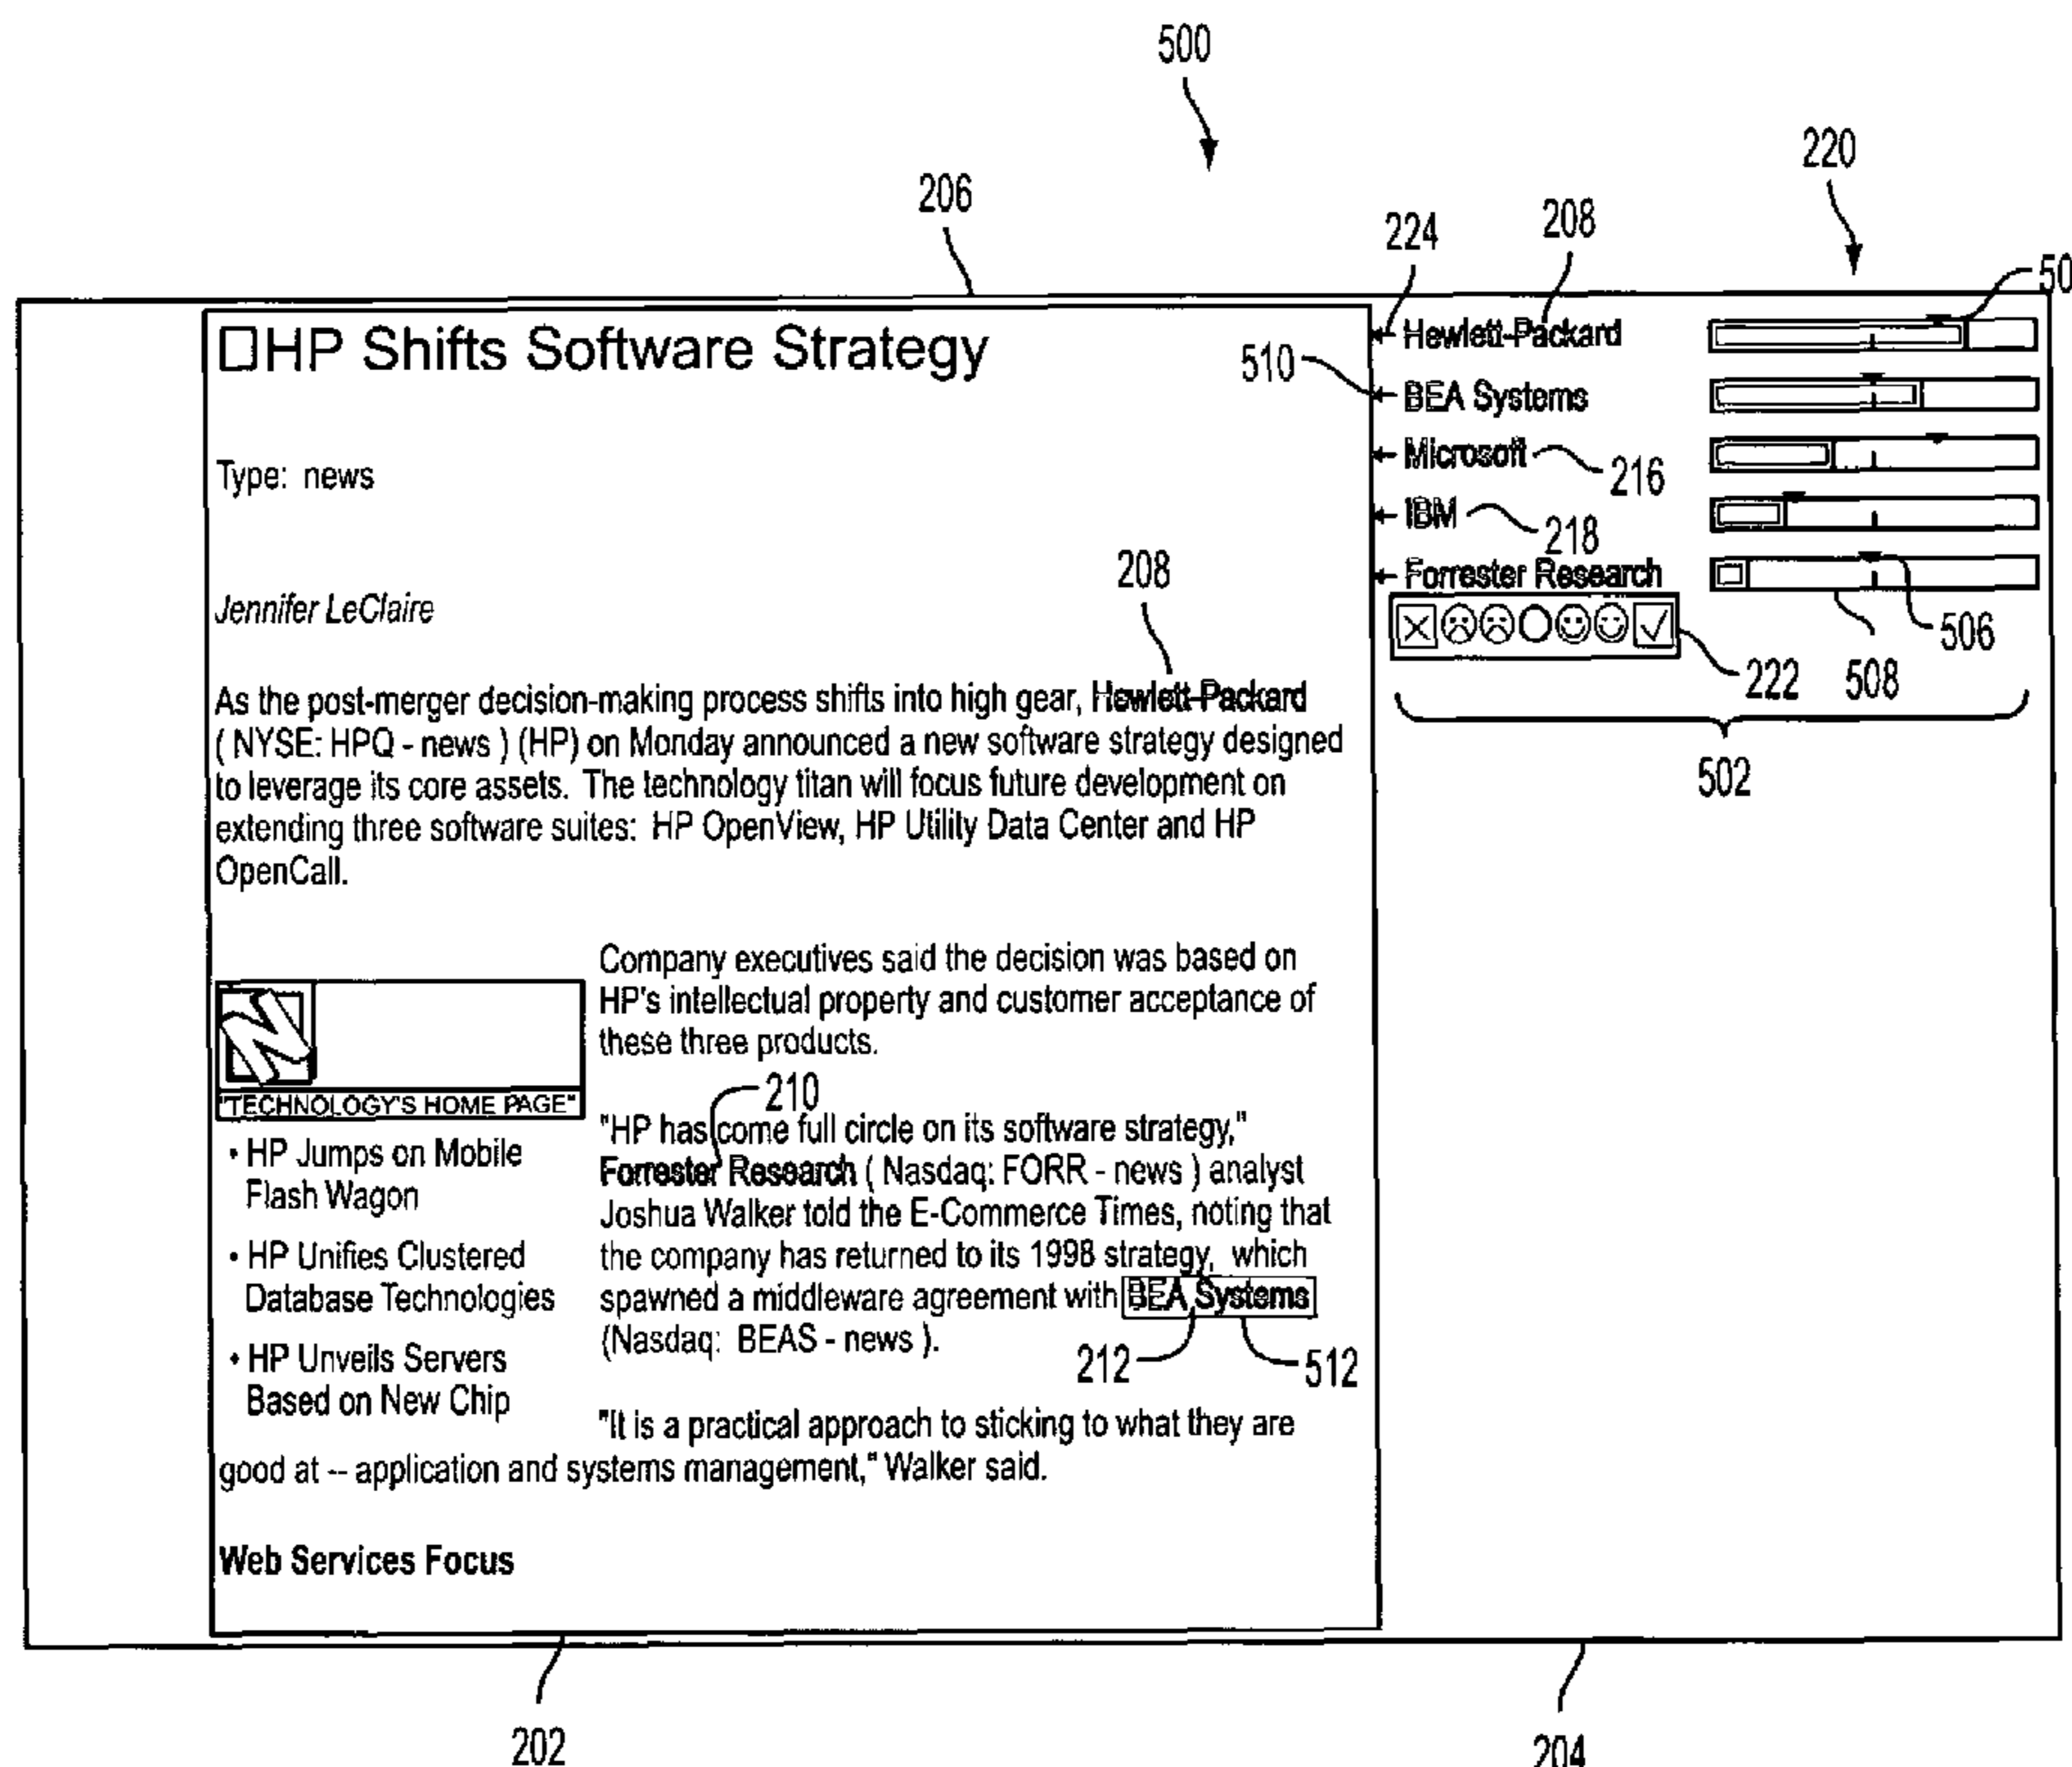 500
220
206
224
208
50
HP Shifts Software Strategy
Hewlett-Packard
510
BEA Systems
Type: news
Microsoft
216
IBM
218
208
Forrester Research
506
Jennifer LeClaire
222
508
As the post-merger decision-making process shifts into high gear, Hewlett-Packard
( NYSE: HPQ - news ) (HP) on Monday announced a new software strategy designed
to leverage its core assets. The technology titan will focus future development on
extending three software suites: HP OpenView, HP Utility Data Center and HP
OpenCall.
502
Company executives said the decision was based on
HP's intellectual property and customer acceptance of
these three products.
"TECHNOLOGY'S HOME PAGE"
210
• HP Jumps on Mobile
Flash Wagon
• HP Unifies Clustered
Database Technologies
• HP Unveils Servers
Based on New Chip
"HP has come full circle on its software strategy,"
Forrester Research ( Nasdaq: FORR - news ) analyst
Joshua Walker told the E-Commerce Times, noting that
the company has returned to its 1998 strategy, which
spawned a middleware agreement with BEA Systems
(Nasdaq: BEAS - news ).
212
512
"It is a practical approach to sticking to what they are
good at -- application and systems management," Walker said.
Web Services Focus
202
204